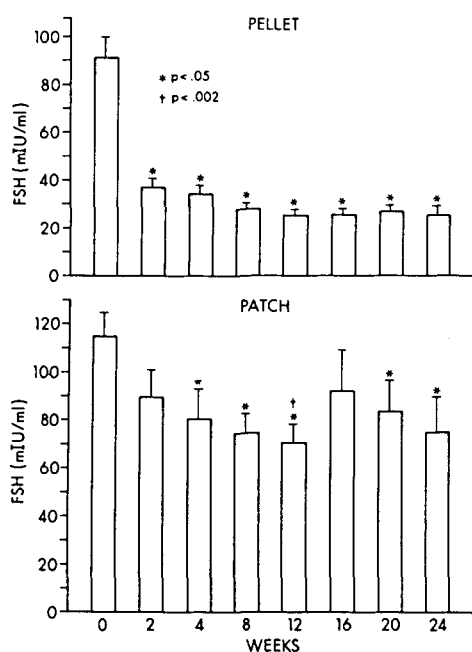 PELLET
* p<.05
† p<.002
FSH (mIU/ml)
100
80
60
40
20
0
* * * * * * *
PATCH
FSH (mIU/ml)
120
100
80
60
40
20
0
* * † * * *
0 2 4 8 12 16 20 24
WEEKS